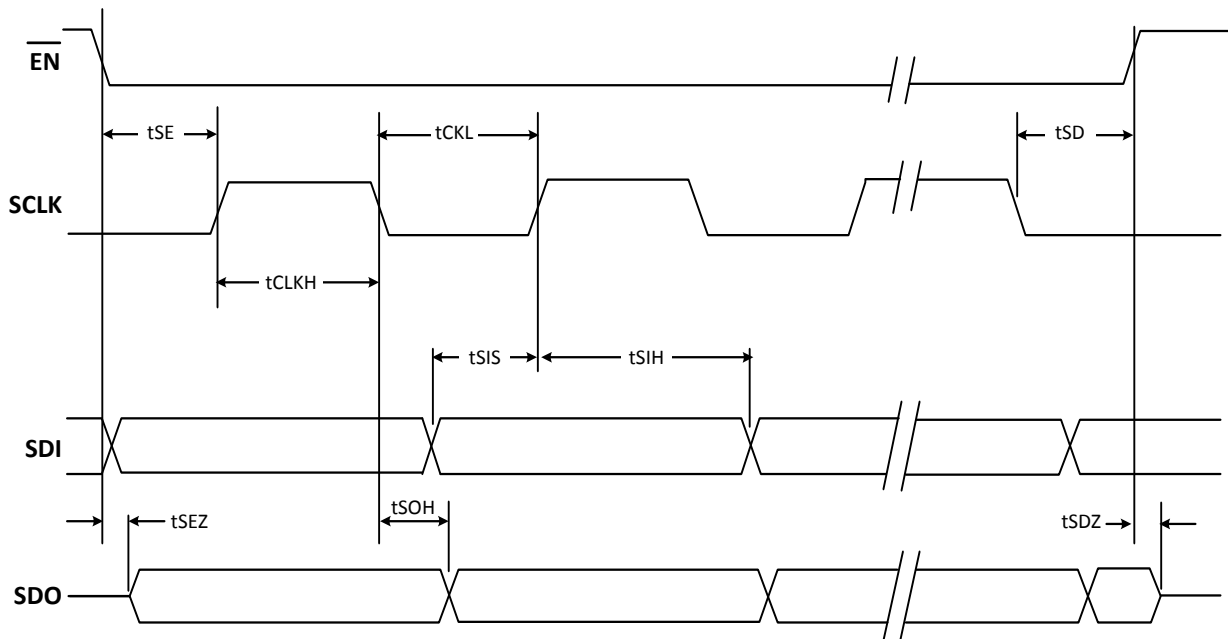 EN
tSE
tCKL
tSD
SCLK
tCLKH
tSIS
tSIH
SDI
tSEZ
tSOH
tSDZ
SDO